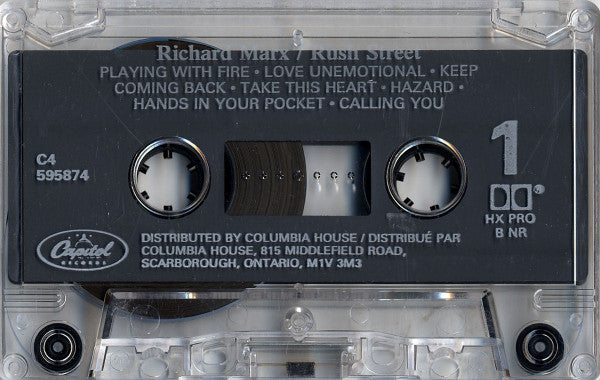 Richard Marx / Rush Street
PLAYING WITH FIRE • LOVE UNEMOTIONAL • KEEP
COMING BACK • TAKE THIS HEART • HAZARD •
HANDS IN YOUR POCKET • CALLING YOU
1
C4
595874
HX PRO
B NR
Capitol
RECORDS
DISTRIBUTED BY COLUMBIA HOUSE / DISTRIBUÉ PAR
COLUMBIA HOUSE, 815 MIDDLEFIELD ROAD,
SCARBOROUGH, ONTARIO, M1V 3M3